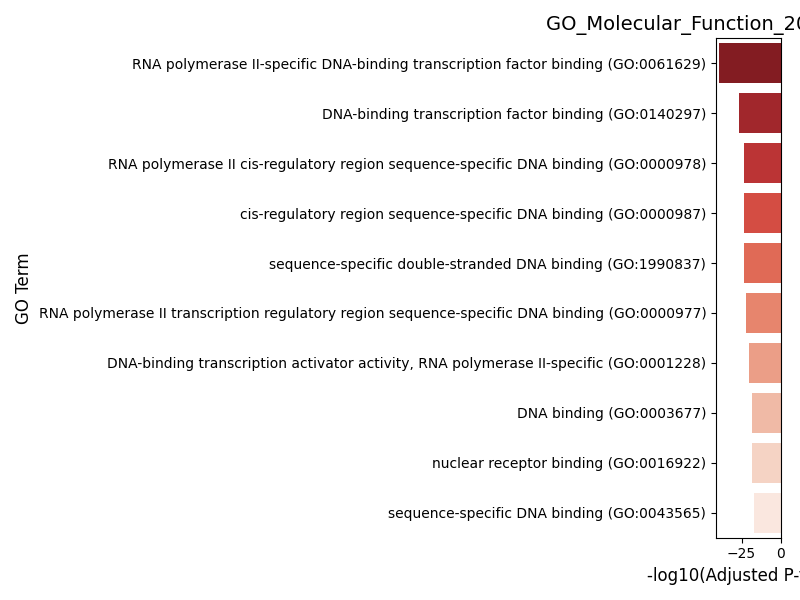 GO_Molecular_Function_20
RNA polymerase II-specific DNA-binding transcription factor binding (GO:0061629)
DNA-binding transcription factor binding (GO:0140297)
RNA polymerase II cis-regulatory region sequence-specific DNA binding (GO:0000978)
cis-regulatory region sequence-specific DNA binding (GO:0000987)
sequence-specific double-stranded DNA binding (GO:1990837)
GO Term
RNA polymerase II transcription regulatory region sequence-specific DNA binding (GO:0000977)
DNA-binding transcription activator activity, RNA polymerase II-specific (GO:0001228)
DNA binding (GO:0003677)
nuclear receptor binding (GO:0016922)
sequence-specific DNA binding (GO:0043565)
−25 0
-log10(Adjusted P-